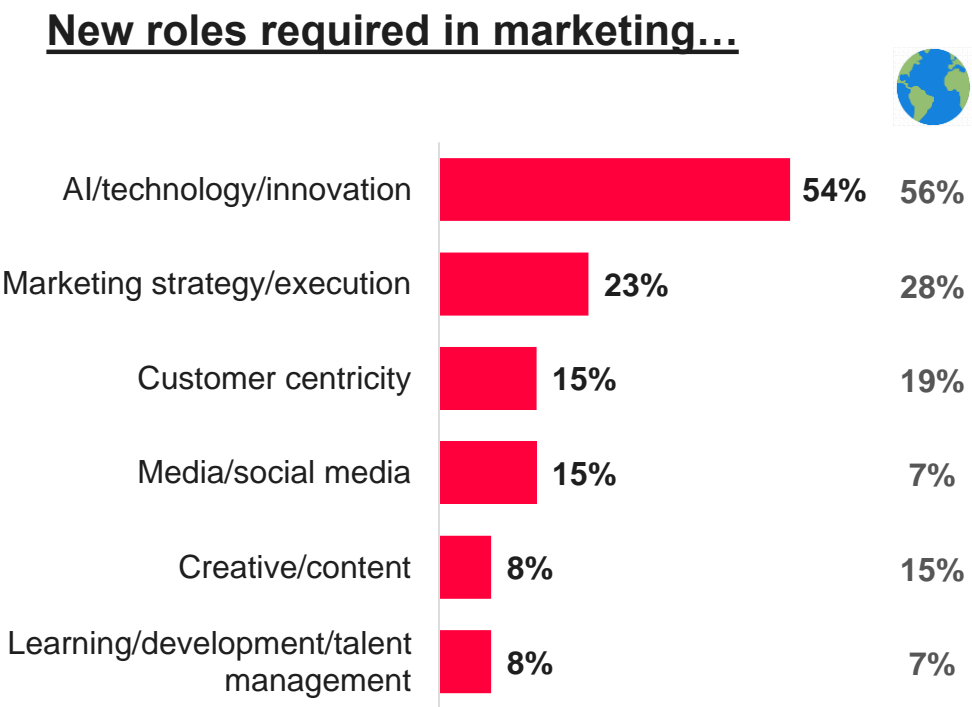 New roles required in marketing…
AI/technology/innovation 54% 56%
Marketing strategy/execution 23% 28%
Customer centricity 15% 19%
Media/social media 15% 7%
Creative/content 8% 15%
Learning/development/talent
management 8% 7%